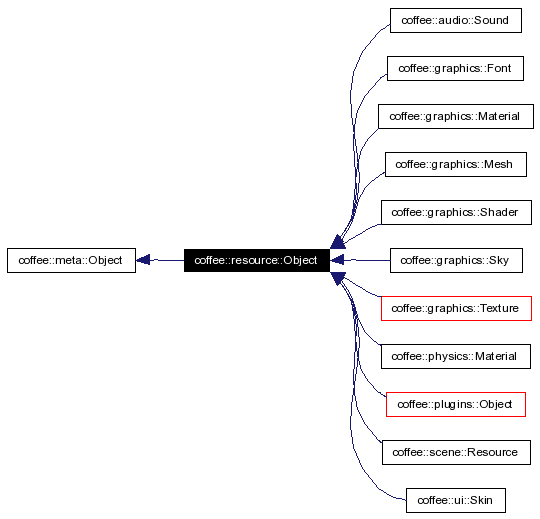 coffee::audio::Sound
coffee::graphics::Font
coffee::graphics::Material
coffee::graphics::Mesh
coffee::graphics::Shader
coffee::meta::Object
coffee::resource::Object
coffee::graphics::Sky
coffee::graphics::Texture
coffee::physics::Material
coffee::plugins::Object
coffee::scene::Resource
coffee::ui::Skin